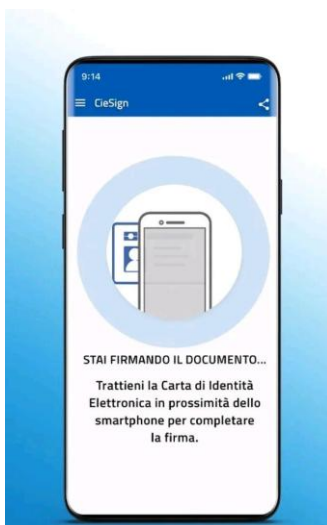 9:14
CieSign
STAI FIRMANDO IL DOCUMENTO...
Trattieni la Carta di Identità
Elettronica in prossimità dello
smartphone per completare
la firma.